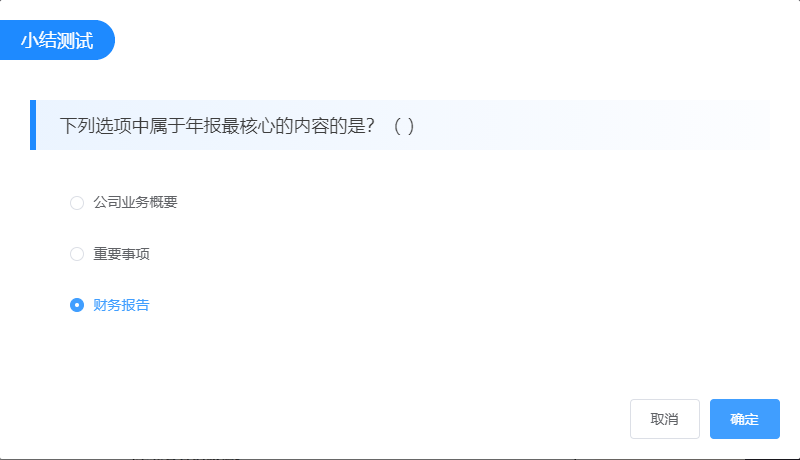 小结测试
下列选项中属于年报最核心的内容的是？（ ）
公司业务概要
重要事项
财务报告
取消
确定